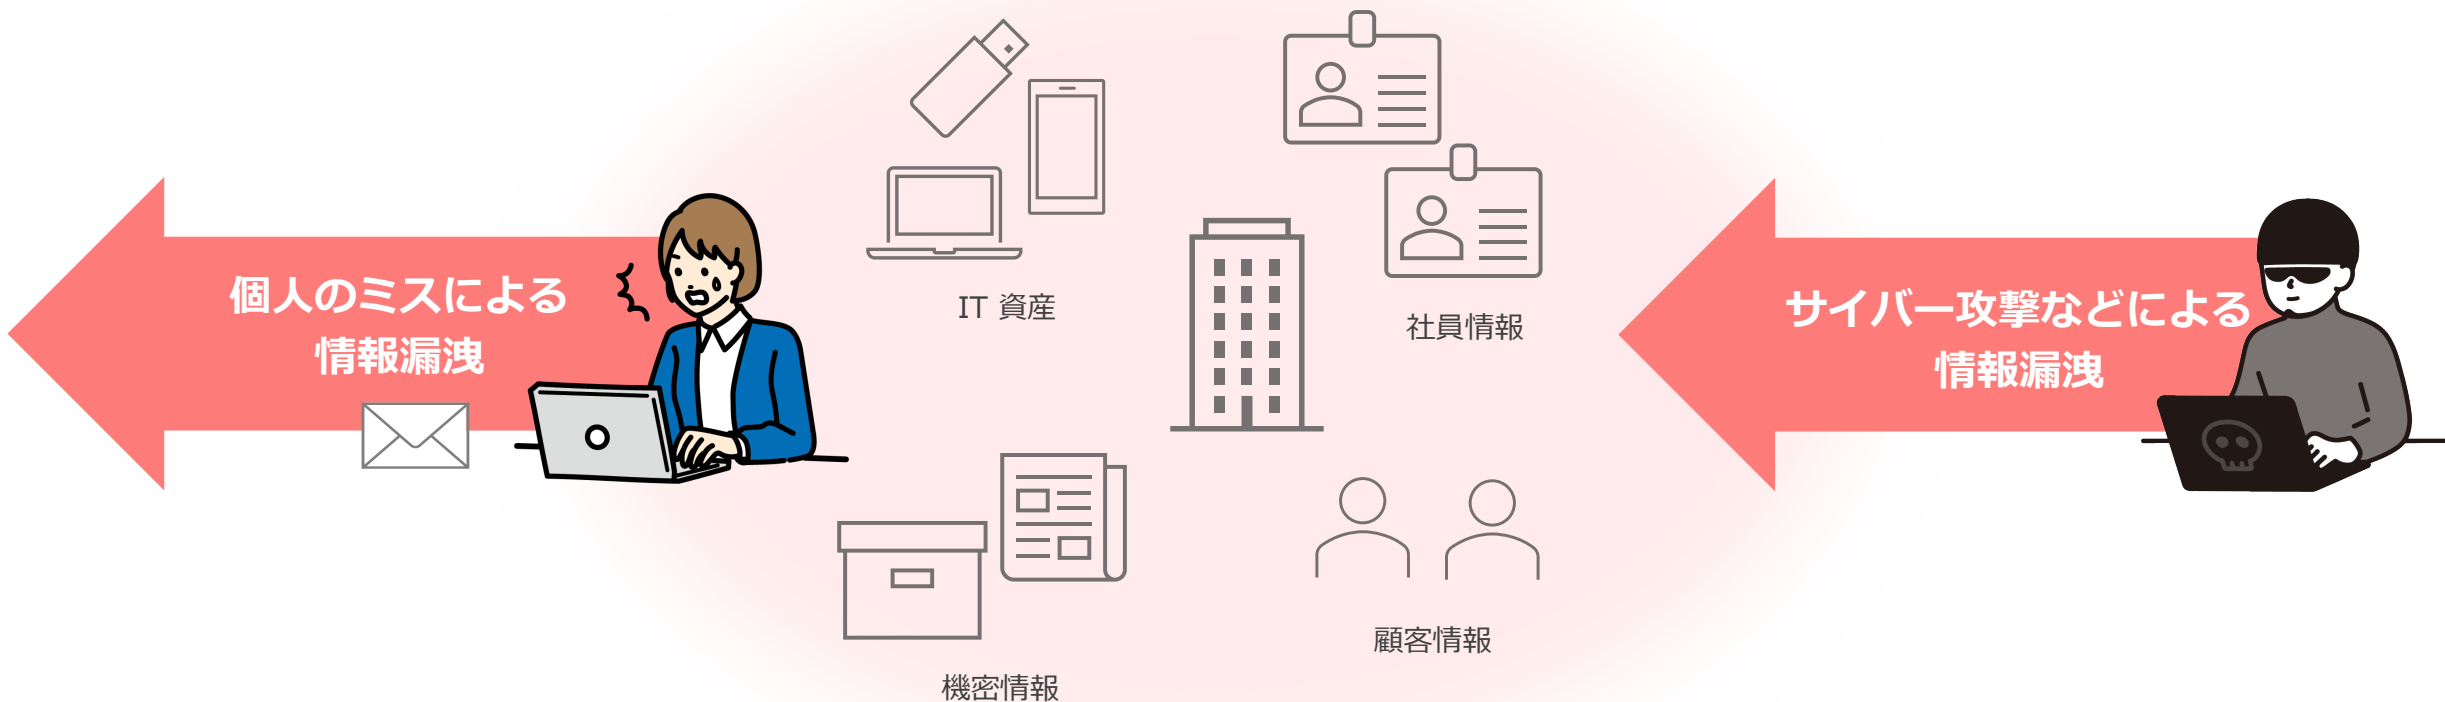 個人のミスによる
情報漏洩
IT 資産
社員情報
機密情報
顧客情報
サイバー攻撃などによる
情報漏洩